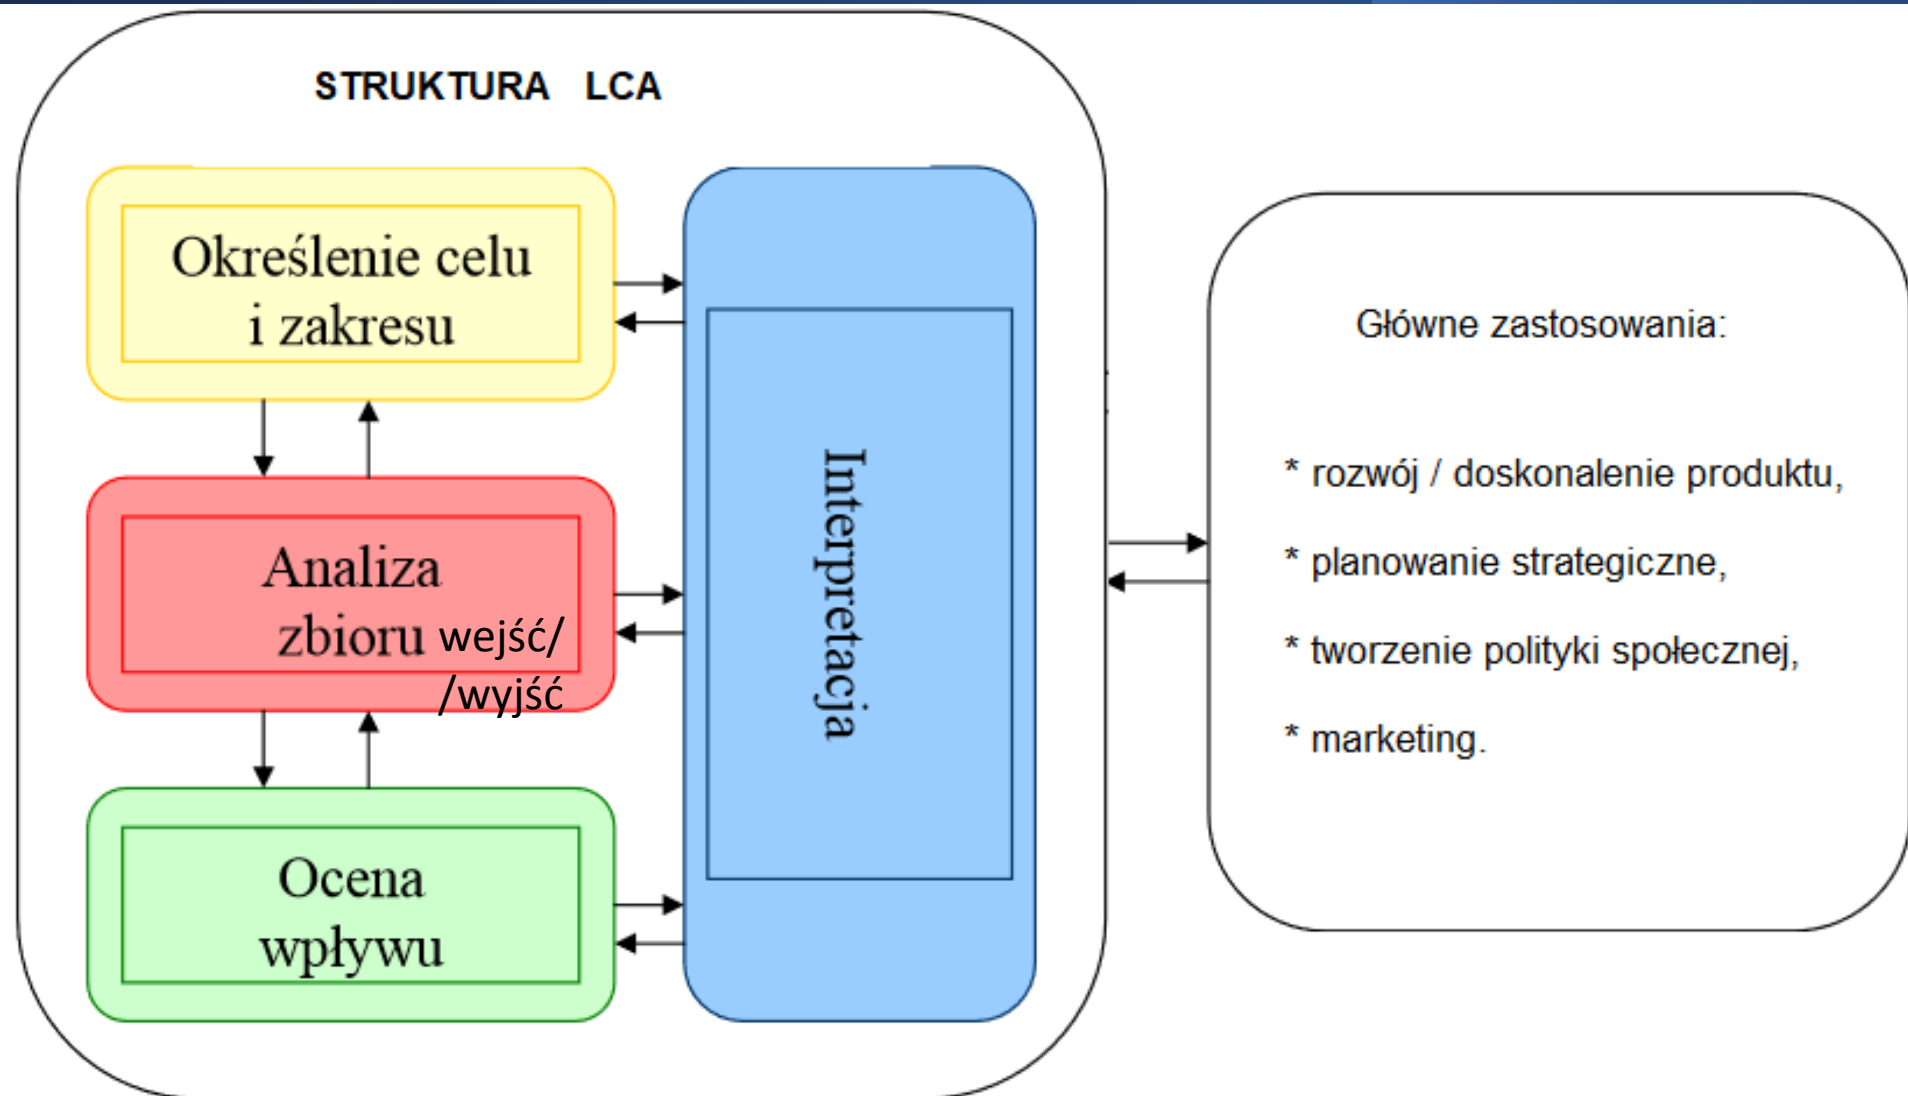 STRUKTURA LCA
Określenie celu
i zakresu
Analiza
zbioru wejść/
/wyjść
Ocena
wpływu
Interpretacja
Główne zastosowania:
* rozwój / doskonalenie produktu,
* planowanie strategiczne,
* tworzenie polityki społecznej,
* marketing.